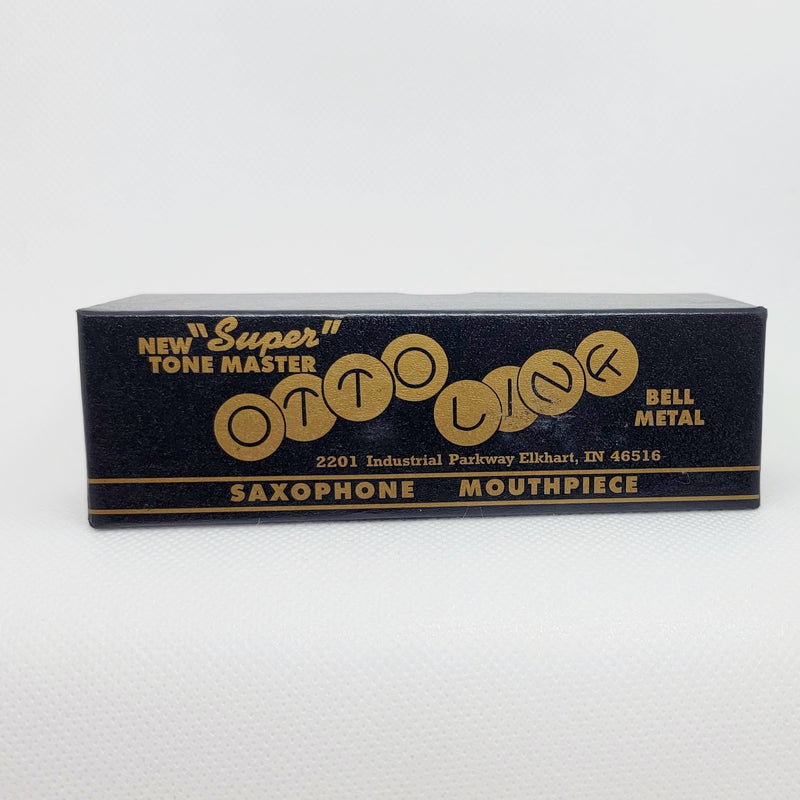 NEW "Super"
TONE MASTER
OTTO LINK
BELL
METAL
2201 Industrial Parkway Elkhart, IN 46516
SAXOPHONE MOUTHPIECE